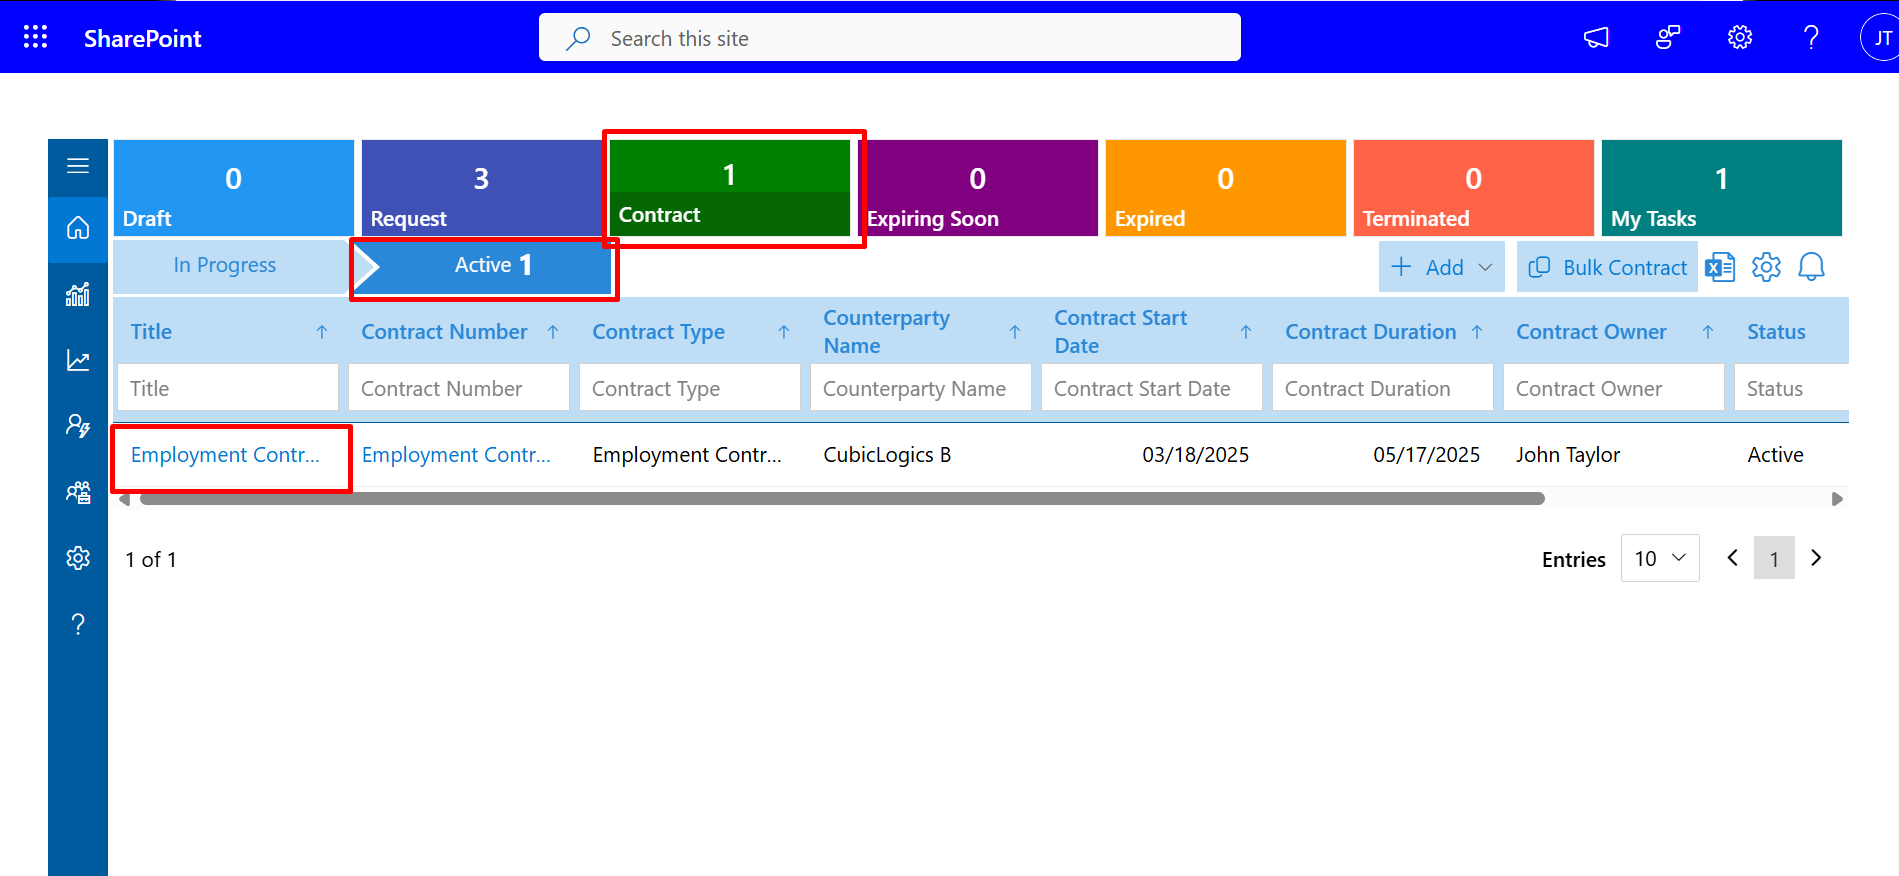 SharePoint
Search this site
JT
0
Draft
3
Request
1
Contract
0
Expiring Soon
0
Expired
0
Terminated
1
My Tasks
In Progress
Active 1
Add
Bulk Contract
Title
Contract Number
Contract Type
Counterparty
Name
Contract Start
Date
Contract Duration
Contract Owner
Status
Title
Contract Number
Contract Type
Counterparty Name
Contract Start Date
Contract Duration
Contract Owner
Status
Employment Contr...
Employment Contr...
Employment Contr...
CubicLogics B
03/18/2025
05/17/2025
John Taylor
Active
1 of 1
Entries
10
1